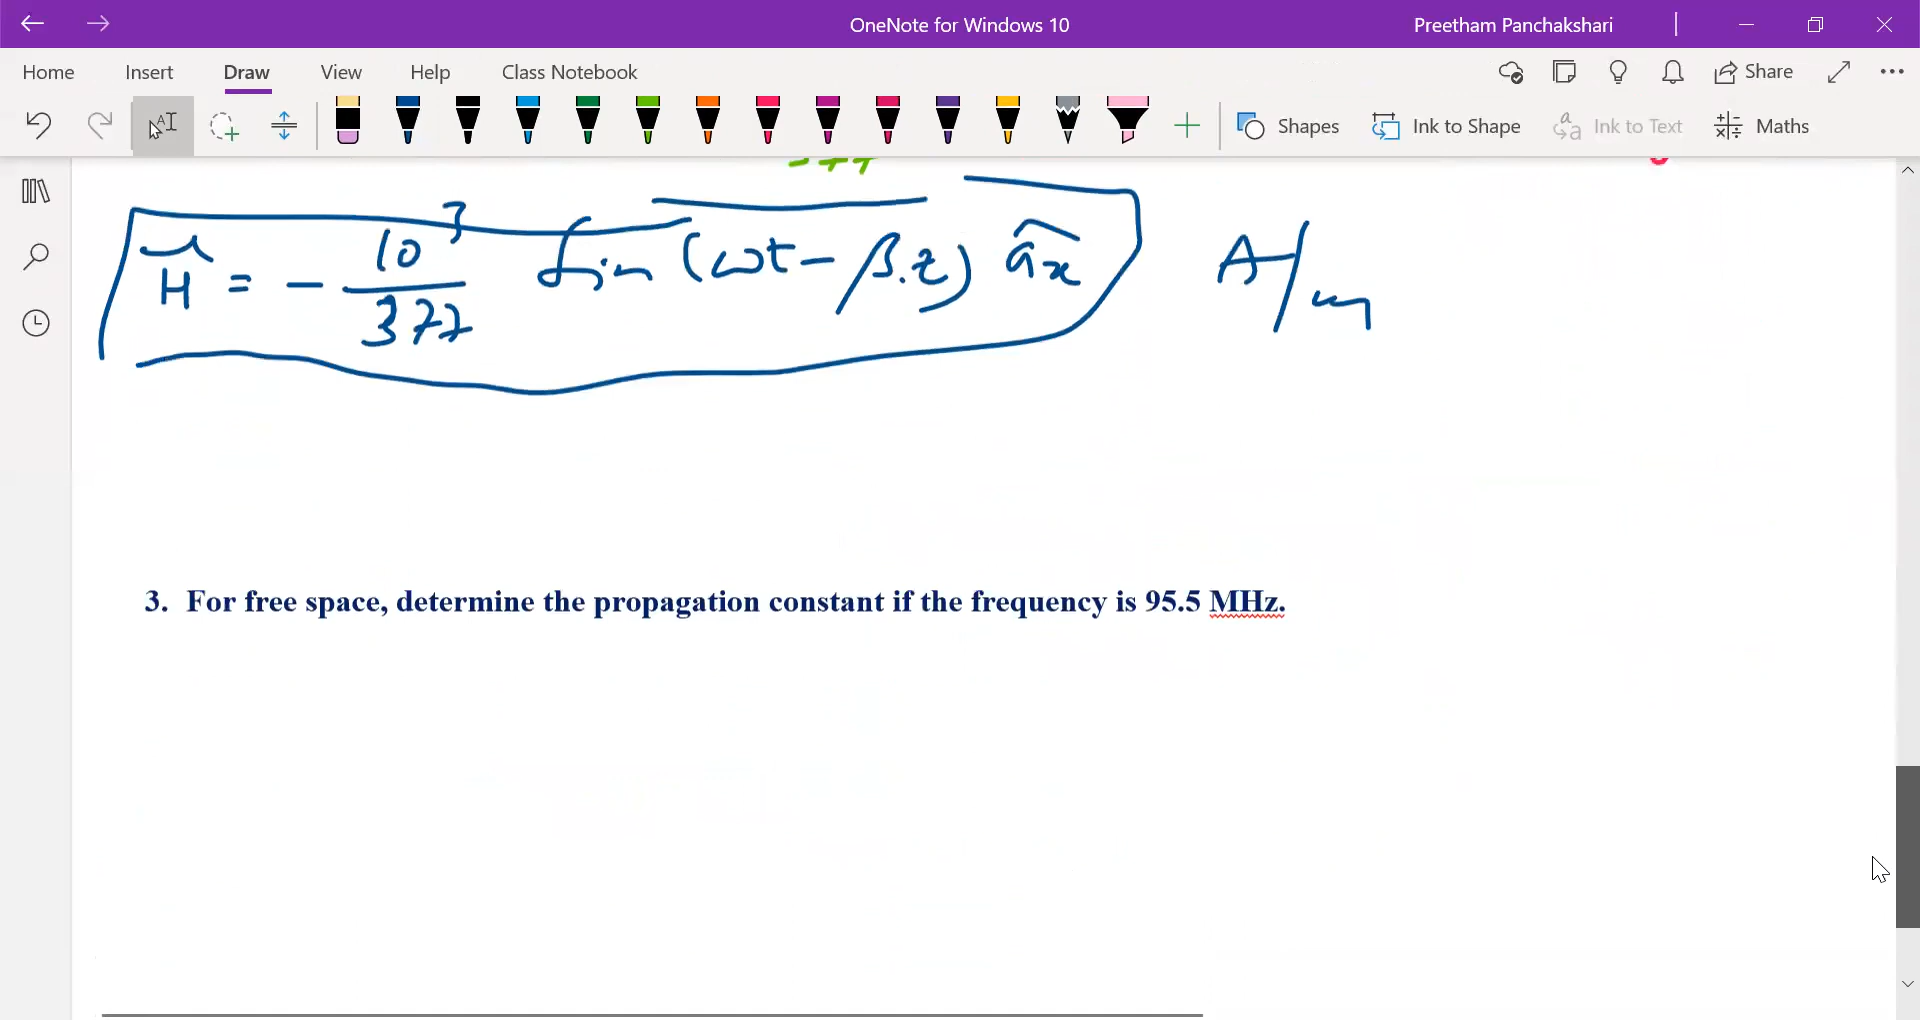 OneNote for Windows 10
Preetham Panchakshari
Home Insert Draw View Help Class Notebook
Share
Shapes Ink to Shape Ink to Text Maths
H = - 10³/377 Sin (ωt - β.z) âx A/m
3. For free space, determine the propagation constant if the frequency is 95.5 MHz.